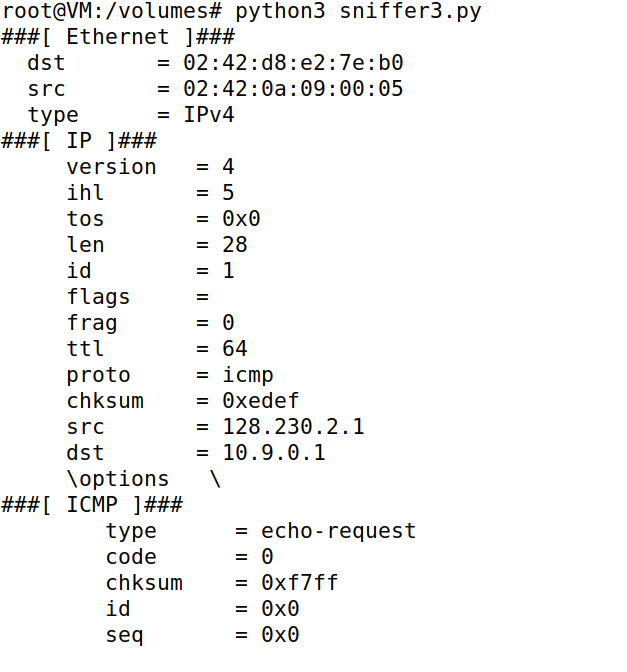 root@VM:/volumes# python3 sniffer3.py
###[ Ethernet ]###
  dst       = 02:42:d8:e2:7e:b0
  src       = 02:42:0a:09:00:05
  type      = IPv4
###[ IP ]###
     version   = 4
     ihl       = 5
     tos       = 0x0
     len       = 28
     id        = 1
     flags     =
     frag      = 0
     ttl       = 64
     proto     = icmp
     chksum    = 0xedef
     src       = 128.230.2.1
     dst       = 10.9.0.1
     \options   \
###[ ICMP ]###
        type      = echo-request
        code      = 0
        chksum    = 0xf7ff
        id        = 0x0
        seq       = 0x0